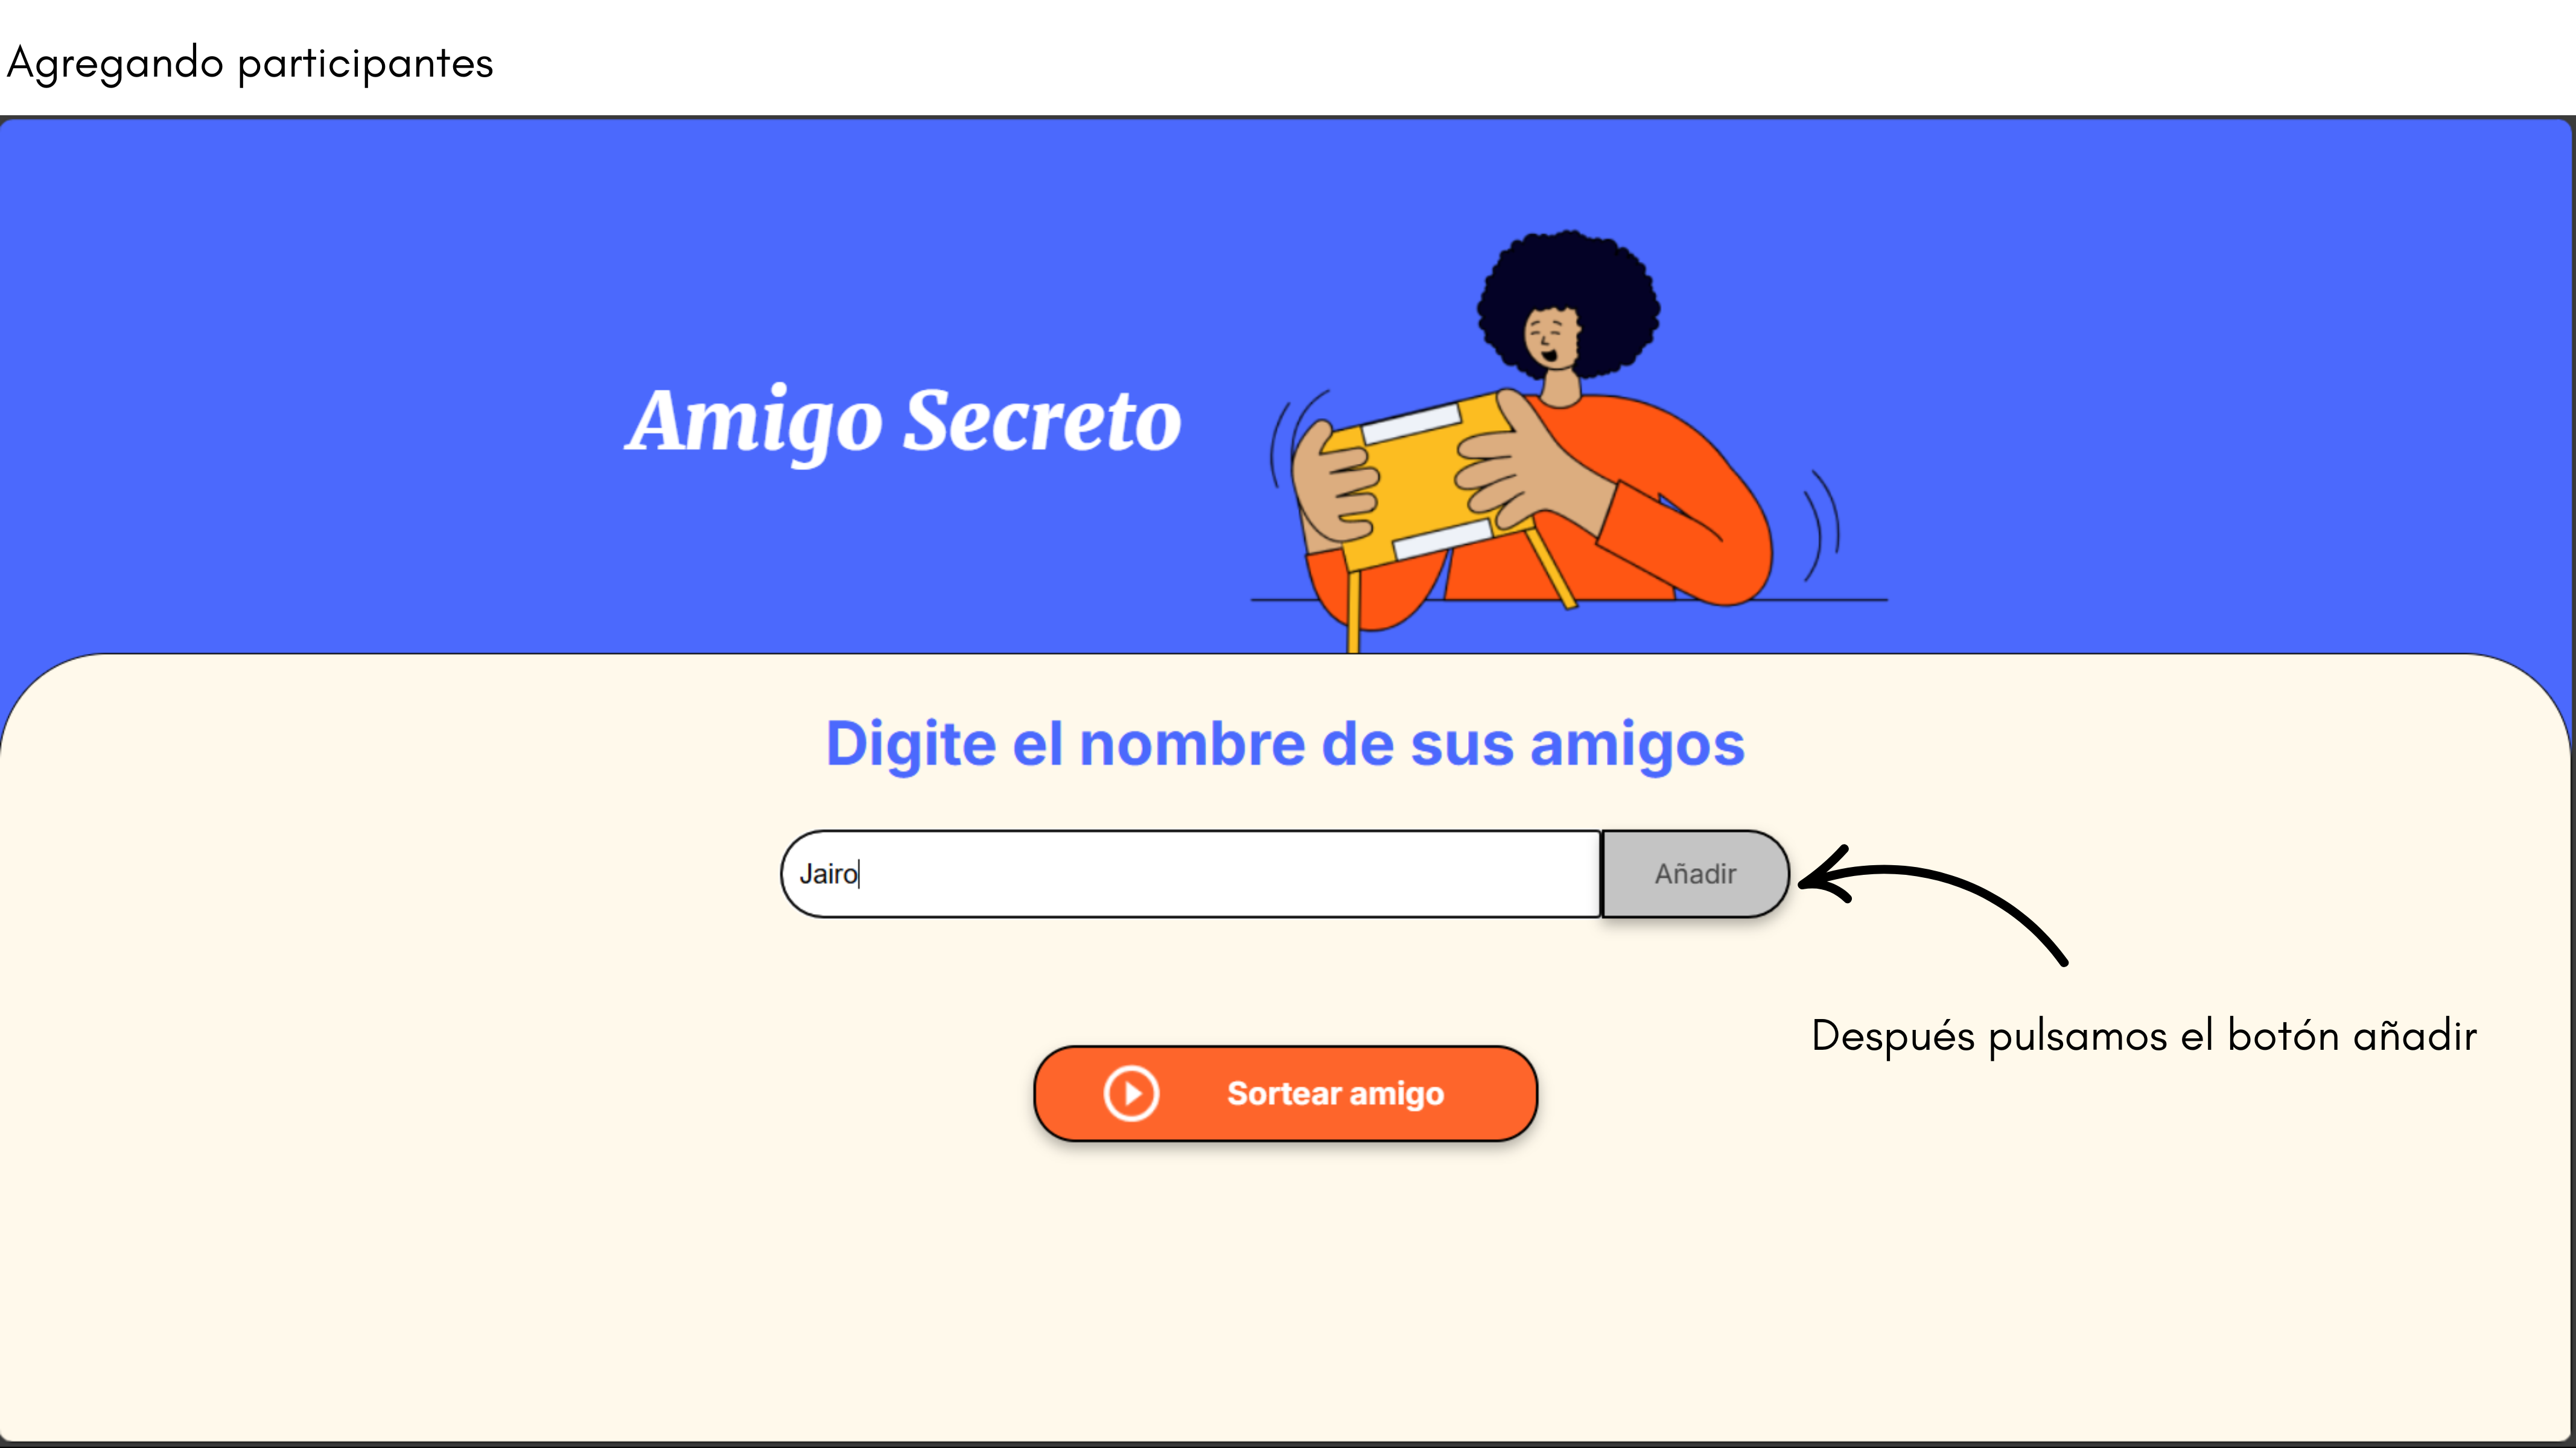 Agregando participantes
Amigo Secreto
Digite el nombre de sus amigos
Jairo
Añadir
Después pulsamos el botón añadir
Sortear amigo